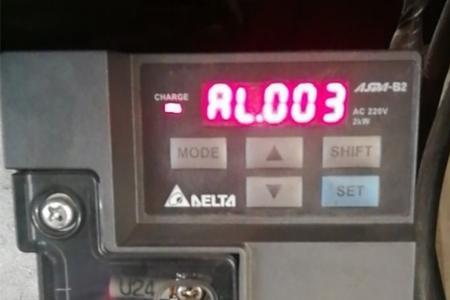 CHARGE
AL.003
ASDA-B2
AC 220V
2kW
MODE
▲
SHIFT
DELTA
▼
SET
U24